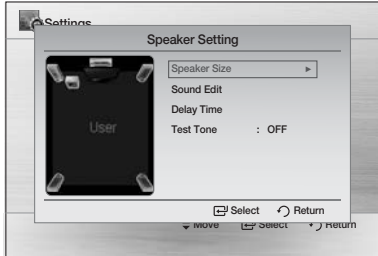 Settings
Speaker Setting
Speaker Size ►
Sound Edit
Delay Time
Test Tone : OFF
User
Select Return
Move Select Return